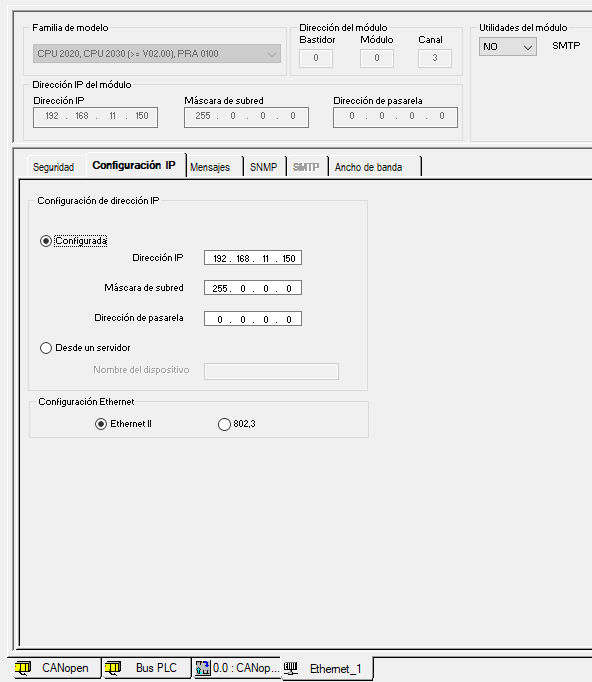 Familia de modelo
CPU 2020, CPU 2030 (>= V02.00), PRA 0100
Dirección del módulo
Bastidor Módulo Canal
0 0 3
Utilidades del módulo
NO SMTP
Dirección IP del módulo
Dirección IP Máscara de subred Dirección de pasarela
192 . 168 . 11 . 150 255 . 0 . 0 . 0 0 . 0 . 0 . 0
Seguridad Configuración IP Mensajes SNMP SMTP Ancho de banda
Configuración de dirección IP
Configurada
Dirección IP 192 . 168 . 11 . 150
Máscara de subred 255 . 0 . 0 . 0
Dirección de pasarela 0 . 0 . 0 . 0
Desde un servidor
Nombre del dispositivo
Configuración Ethernet
Ethernet II 802,3
CANopen Bus PLC 0.0 : CANop... Ethernet_1